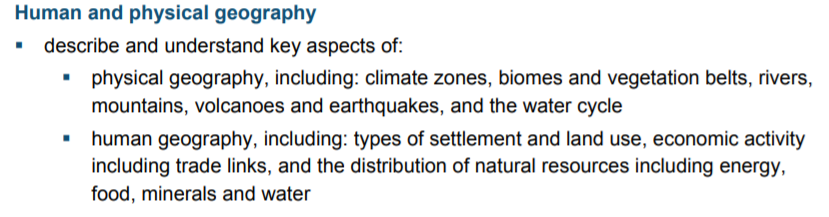 Human and physical geography
▪ describe and understand key aspects of:
▪ physical geography, including: climate zones, biomes and vegetation belts, rivers,
mountains, volcanoes and earthquakes, and the water cycle
▪ human geography, including: types of settlement and land use, economic activity
including trade links, and the distribution of natural resources including energy,
food, minerals and water